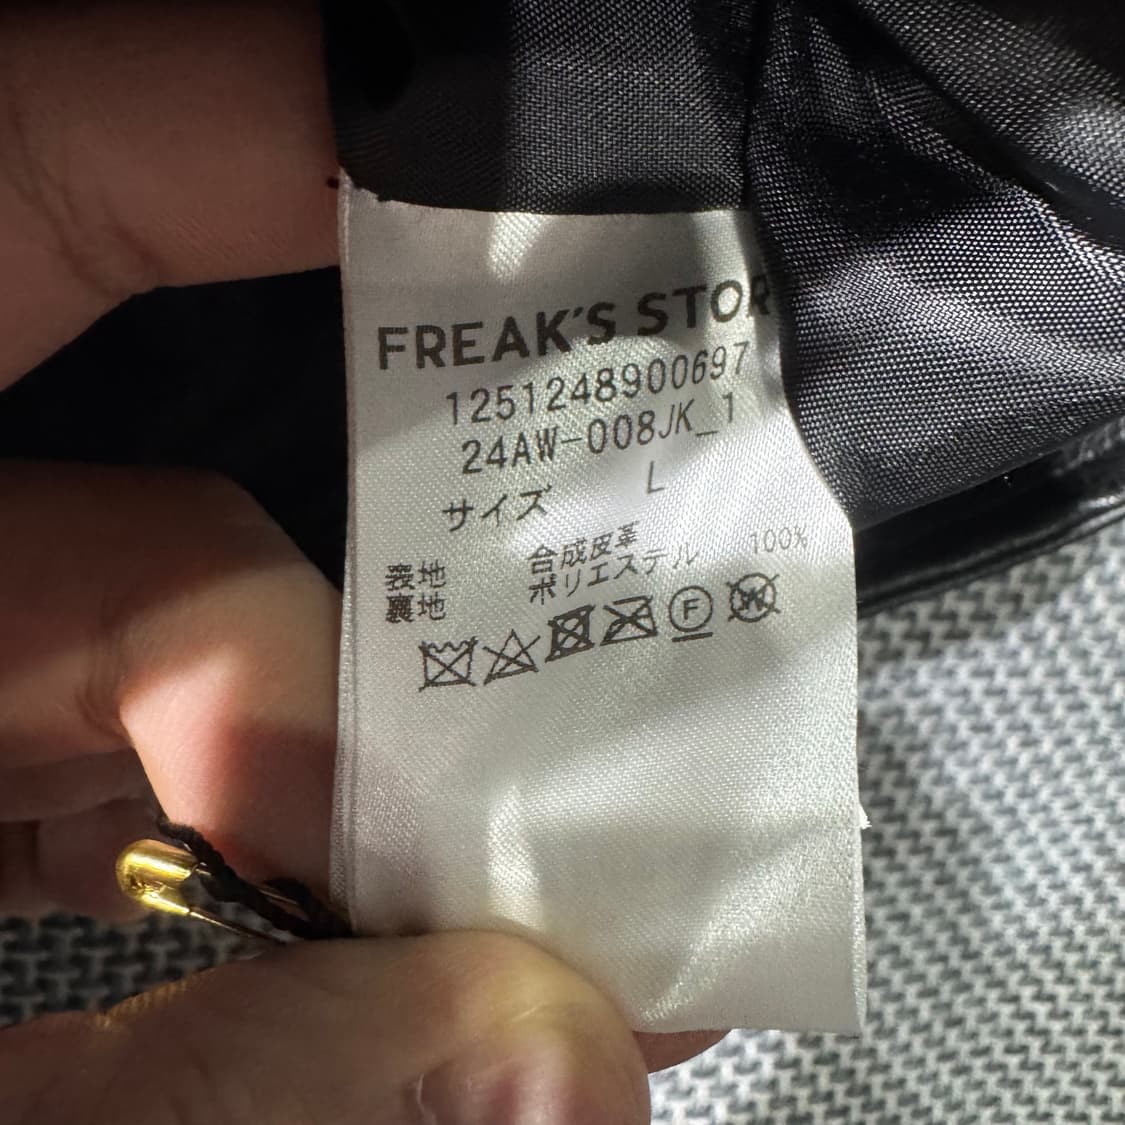 FREAK'S STOR
1251248900697
24AW-008JK_1
サイズ L
表地 合成皮革
裏地 ポリエステル 100%
F W